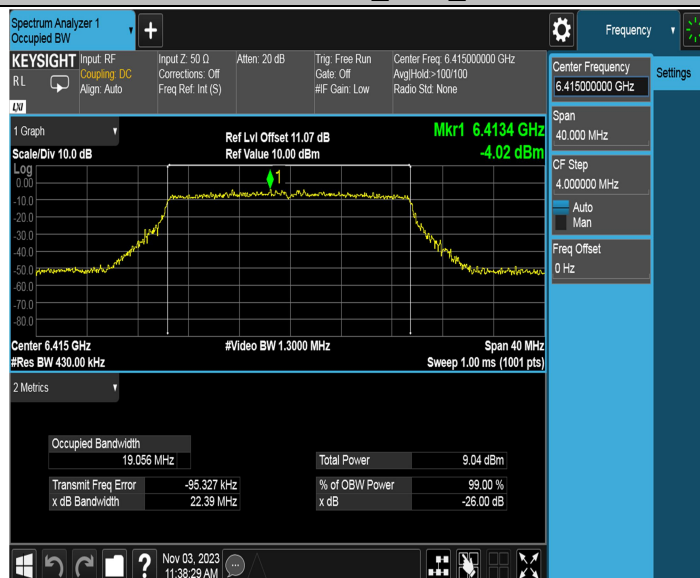 Spectrum Analyzer 1
Occupied BW
+
Frequency
KEYSIGHT
RL
LXI
Input: RF
Coupling: DC
Align: Auto
Input Z: 50 Ω
Corrections: Off
Freq Ref: Int (S)
Atten: 20 dB
Trig: Free Run
Gate: Off
#IF Gain: Low
Center Freq: 6.415000000 GHz
Avg|Hold:>100/100
Radio Std: None
Center Frequency
6.415000000 GHz
Settings
Span
40.000 MHz
CF Step
4.000000 MHz
Auto
Man
Freq Offset
0 Hz
1 Graph
Scale/Div 10.0 dB
Ref Lvl Offset 11.07 dB
Ref Value 10.00 dBm
Mkr1 6.4134 GHz
-4.02 dBm
Log
1
0.00
-10.0
-20.0
-30.0
-40.0
-50.0
-60.0
-70.0
-80.0
Center 6.415 GHz
#Video BW 1.3000 MHz
Span 40 MHz
#Res BW 430.00 kHz
Sweep 1.00 ms (1001 pts)
2 Metrics
Occupied Bandwidth
19.056 MHz
Total Power 9.04 dBm
Transmit Freq Error -95.327 kHz
% of OBW Power 99.00 %
x dB Bandwidth 22.39 MHz
x dB -26.00 dB
?
Nov 03, 2023
11:38:29 AM